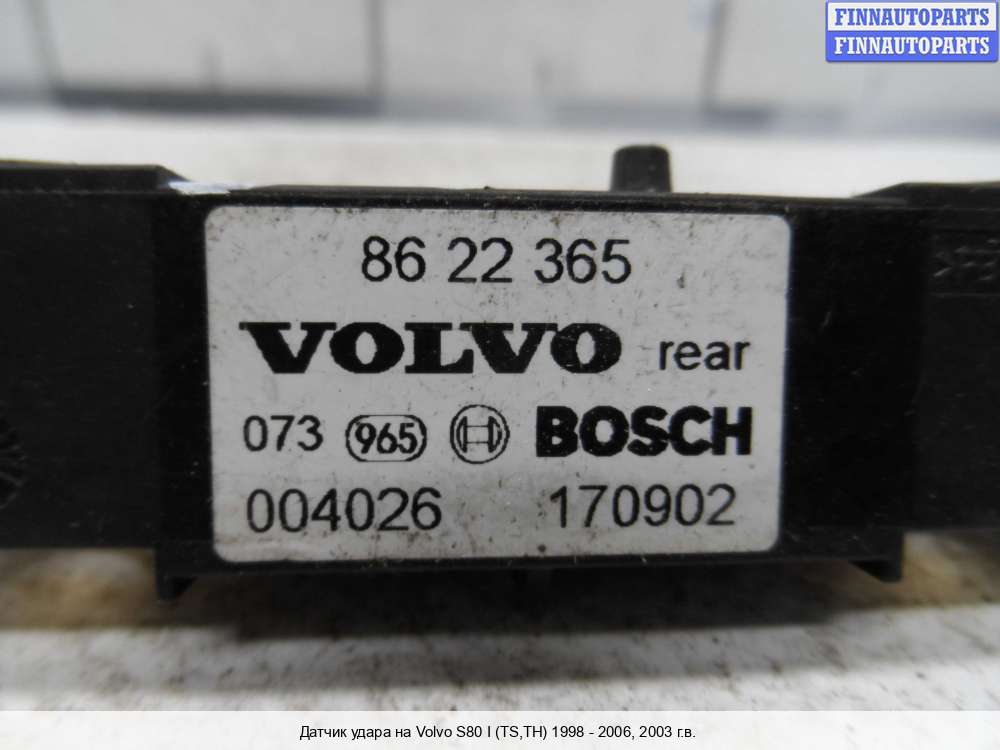 FINNAUTOPARTS
FINNAUTOPARTS
86 22 365
VOLVO rear
073 965 BOSCH
004026 170902
Датчик удара на Volvo S80 I (TS,TH) 1998 - 2006, 2003 г.в.